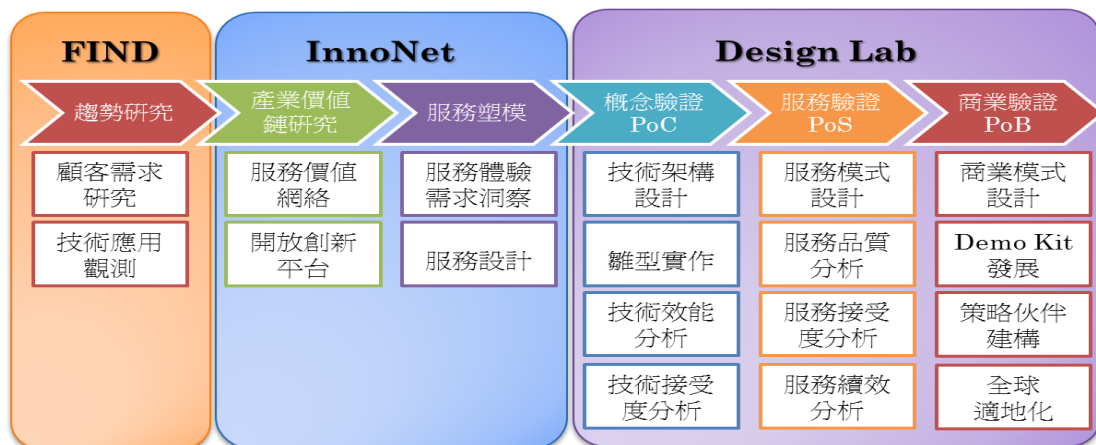 FIND
InnoNet
Design Lab
趨勢研究
產業價值
鏈研究
服務塑模
概念驗證
PoC
服務驗證
PoS
商業驗證
PoB
顧客需求
研究
技術應用
觀測
服務價值
網絡
開放創新
平台
服務體驗
需求洞察
服務設計
技術架構
設計
雛型實作
技術效能
分析
技術接受
度分析
服務模式
設計
服務品質
分析
服務接受
度分析
服務續效
分析
商業模式
設計
Demo Kit
發展
策略伙伴
建構
全球
適地化